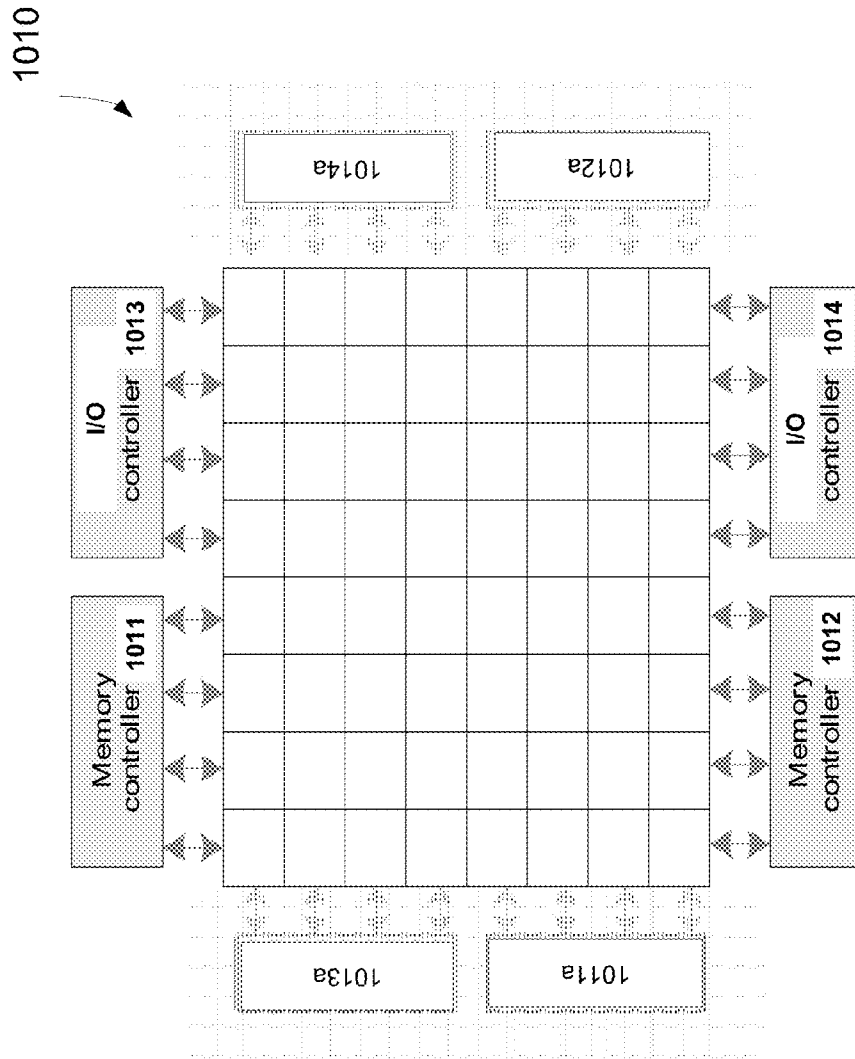 1010
I/O
controller 1013
Memory
controller 1011
1014a
1012a
1013a
1011a
I/O
controller 1014
Memory
controller 1012